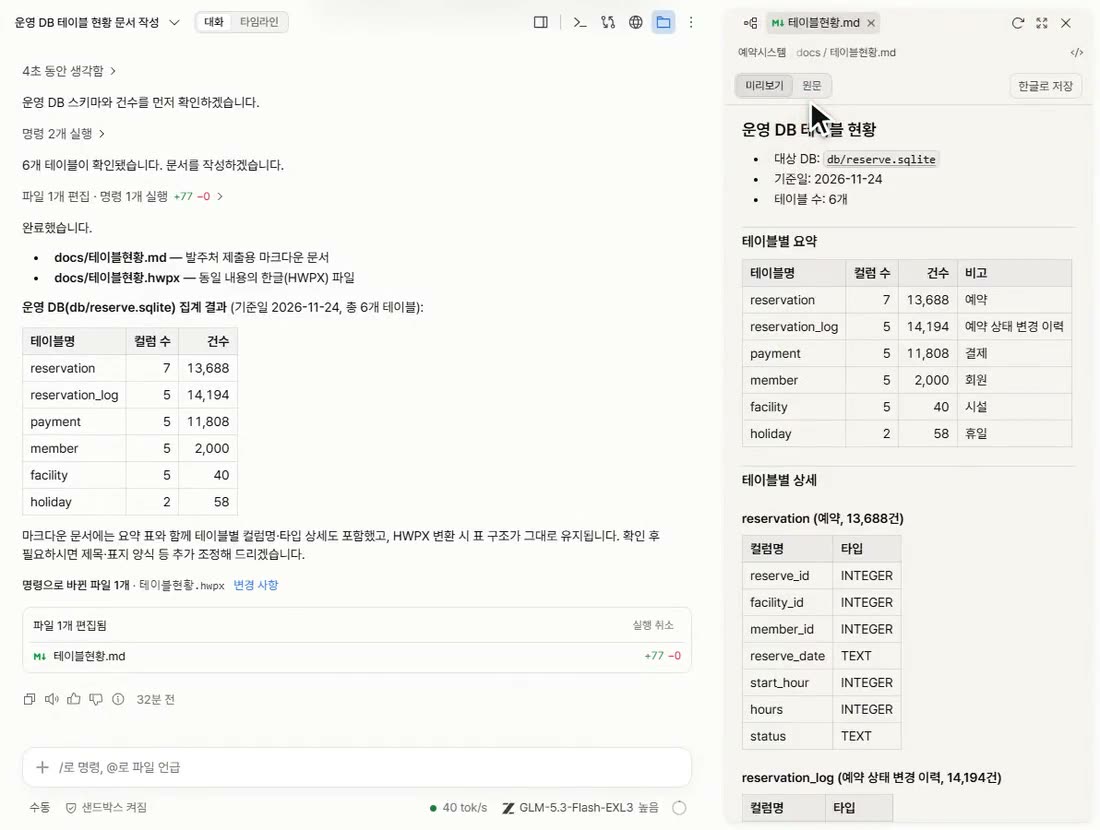 운영 DB 테이블 현황 문서 작성
대화 타임라인
4초 동안 생각함
운영 DB 스키마와 건수를 먼저 확인하겠습니다.
명령 2개 실행
6개 테이블이 확인됐습니다. 문서를 작성하겠습니다.
파일 1개 편집 · 명령 1개 실행 +77 −0
완료했습니다.
• docs/테이블현황.md — 발주처 제출용 마크다운 문서
• docs/테이블현황.hwpx — 동일 내용의 한글(HWPX) 파일
운영 DB(db/reserve.sqlite) 집계 결과 (기준일 2026-11-24, 총 6개 테이블):
테이블명 컬럼 수 건수
reservation 7 13,688
reservation_log 5 14,194
payment 5 11,808
member 5 2,000
facility 5 40
holiday 2 58
마크다운 문서에는 요약 표와 함께 테이블별 컬럼명·타입 상세도 포함했고, HWPX 변환 시 표 구조가 그대로 유지됩니다. 확인 후
필요하시면 제목·표지 양식 등 추가 조정해 드리겠습니다.
명령으로 바뀐 파일 1개 · 테이블현황.hwpx 변경 사항
파일 1개 편집됨 실행 취소
M↓ 테이블현황.md +77 −0
32분 전
/로 명령, @로 파일 언급
수동 샌드박스 켜짐 40 tok/s GLM-5.3-Flash-EXL3 높음
M↓ 테이블현황.md
예약시스템 docs / 테이블현황.md
미리보기 원문 한글로 저장
운영 DB 현황
• 대상 DB: db/reserve.sqlite
• 기준일: 2026-11-24
• 테이블 수: 6개
테이블별 요약
테이블명 컬럼 수 건수 비고
reservation 7 13,688 예약
reservation_log 5 14,194 예약 상태 변경 이력
payment 5 11,808 결제
member 5 2,000 회원
facility 5 40 시설
holiday 2 58 휴일
테이블별 상세
reservation (예약, 13,688건)
컬럼명 타입
reserve_id INTEGER
facility_id INTEGER
member_id INTEGER
reserve_date TEXT
start_hour INTEGER
hours INTEGER
status TEXT
reservation_log (예약 상태 변경 이력, 14,194건)
컬럼명 타입